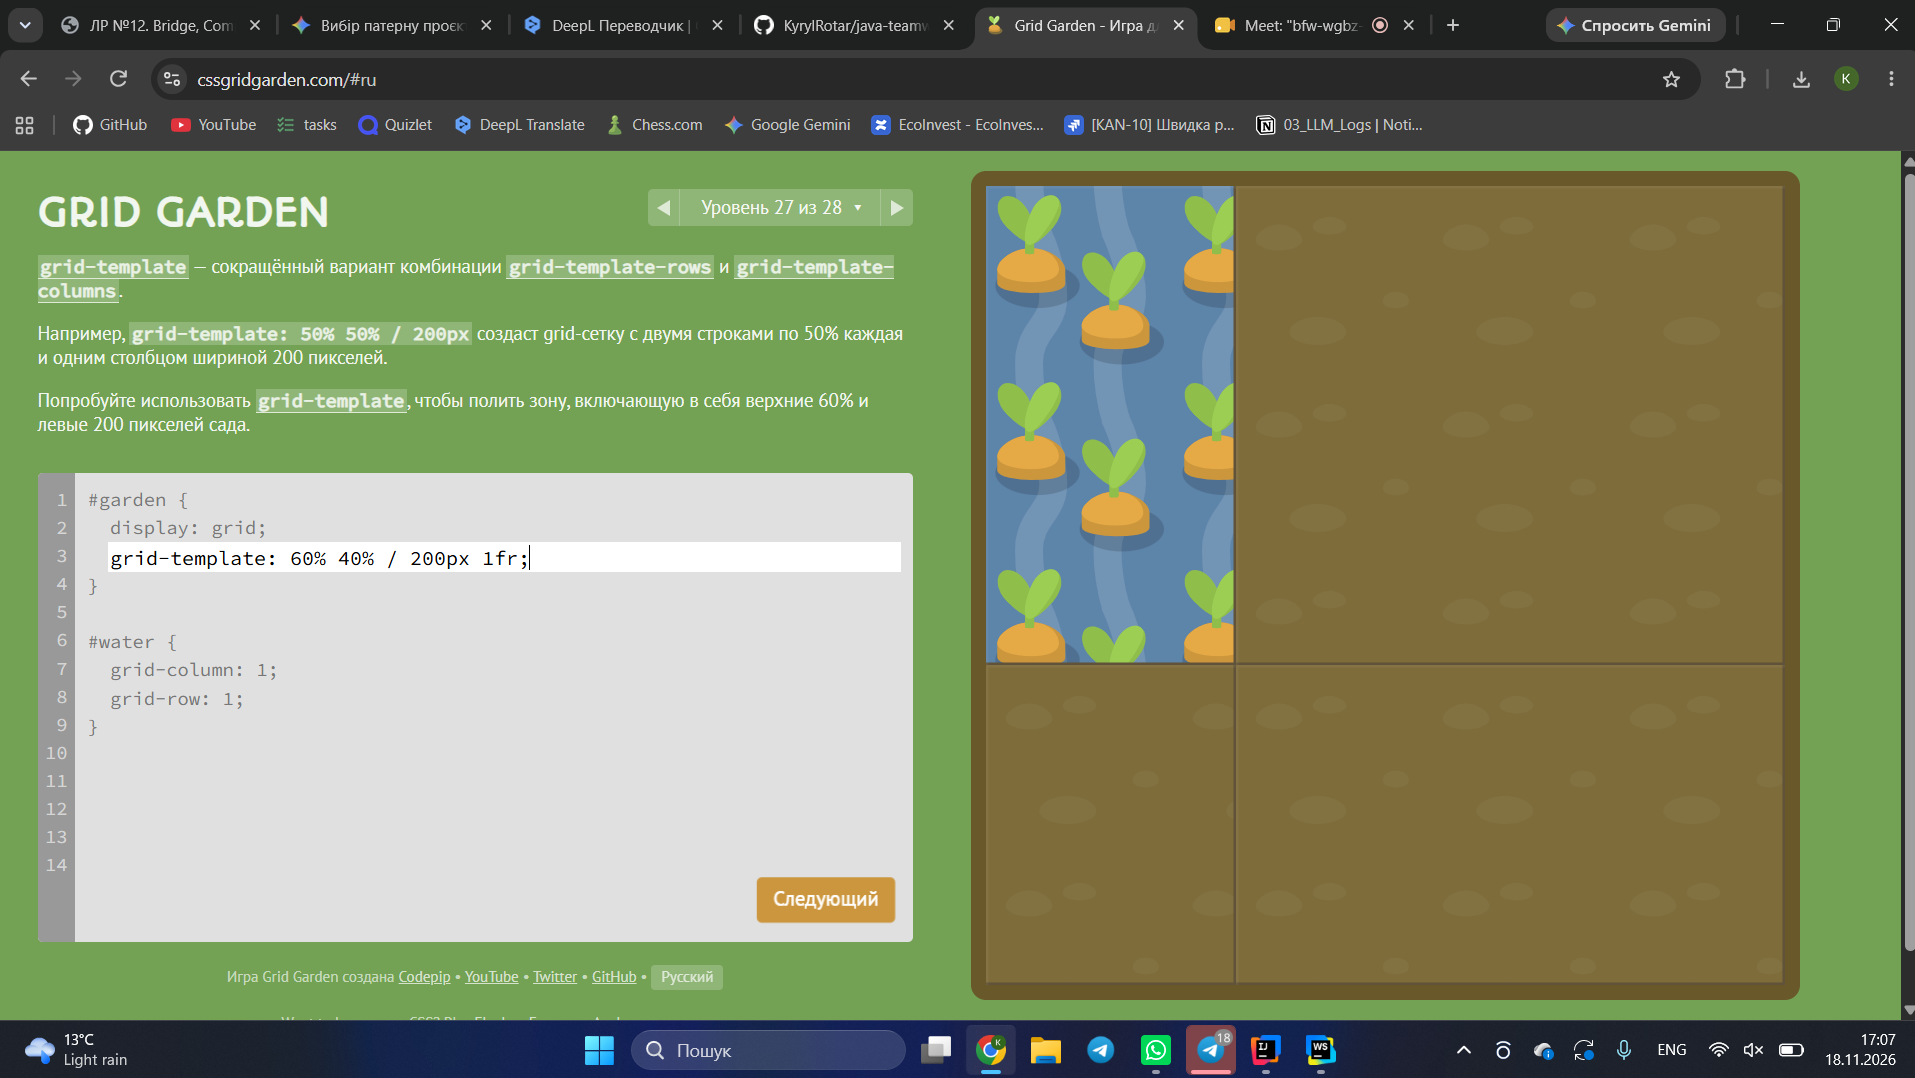 ЛР №12. Bridge, Com
Вибір патерну проєк
DeepL Переводчик |
KyrylRotar/java-teamw
Grid Garden - Игра д
Meet: "bfw-wgbz-
Спросить Gemini
cssgridgarden.com/#ru
K
GitHub
YouTube
tasks
Quizlet
DeepL Translate
Chess.com
Google Gemini
EcoInvest - EcoInves...
[KAN-10] Швидка р...
03_LLM_Logs | Noti...
GRID GARDEN
Уровень 27 из 28
grid-template — сокращённый вариант комбинации grid-template-rows и grid-template-
columns.
Например, grid-template: 50% 50% / 200px создаст grid-сетку с двумя строками по 50% каждая
и одним столбцом шириной 200 пикселей.
Попробуйте использовать grid-template, чтобы полить зону, включающую в себя верхние 60% и
левые 200 пикселей сада.
1 #garden {
2 display: grid;
3 grid-template: 60% 40% / 200px 1fr;
4 }
5
6 #water {
7 grid-column: 1;
8 grid-row: 1;
9 }
10
11
12
13
14
Следующий
Игра Grid Garden создана Codepip • YouTube • Twitter • GitHub • Русский
13°C
Light rain
Пошук
K
18
IJ
WS
ENG
17:07
18.11.2026